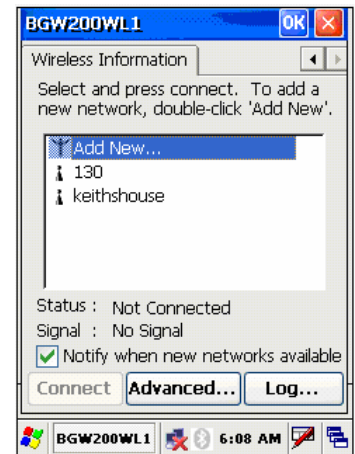 BGW200WL1 OK
Wireless Information
Select and press connect. To add a
new network, double-click 'Add New'.
Add New...
130
keithshouse
Status : Not Connected
Signal : No Signal
Notify when new networks available
Connect Advanced... Log...
BGW200WL1 6:08 AM